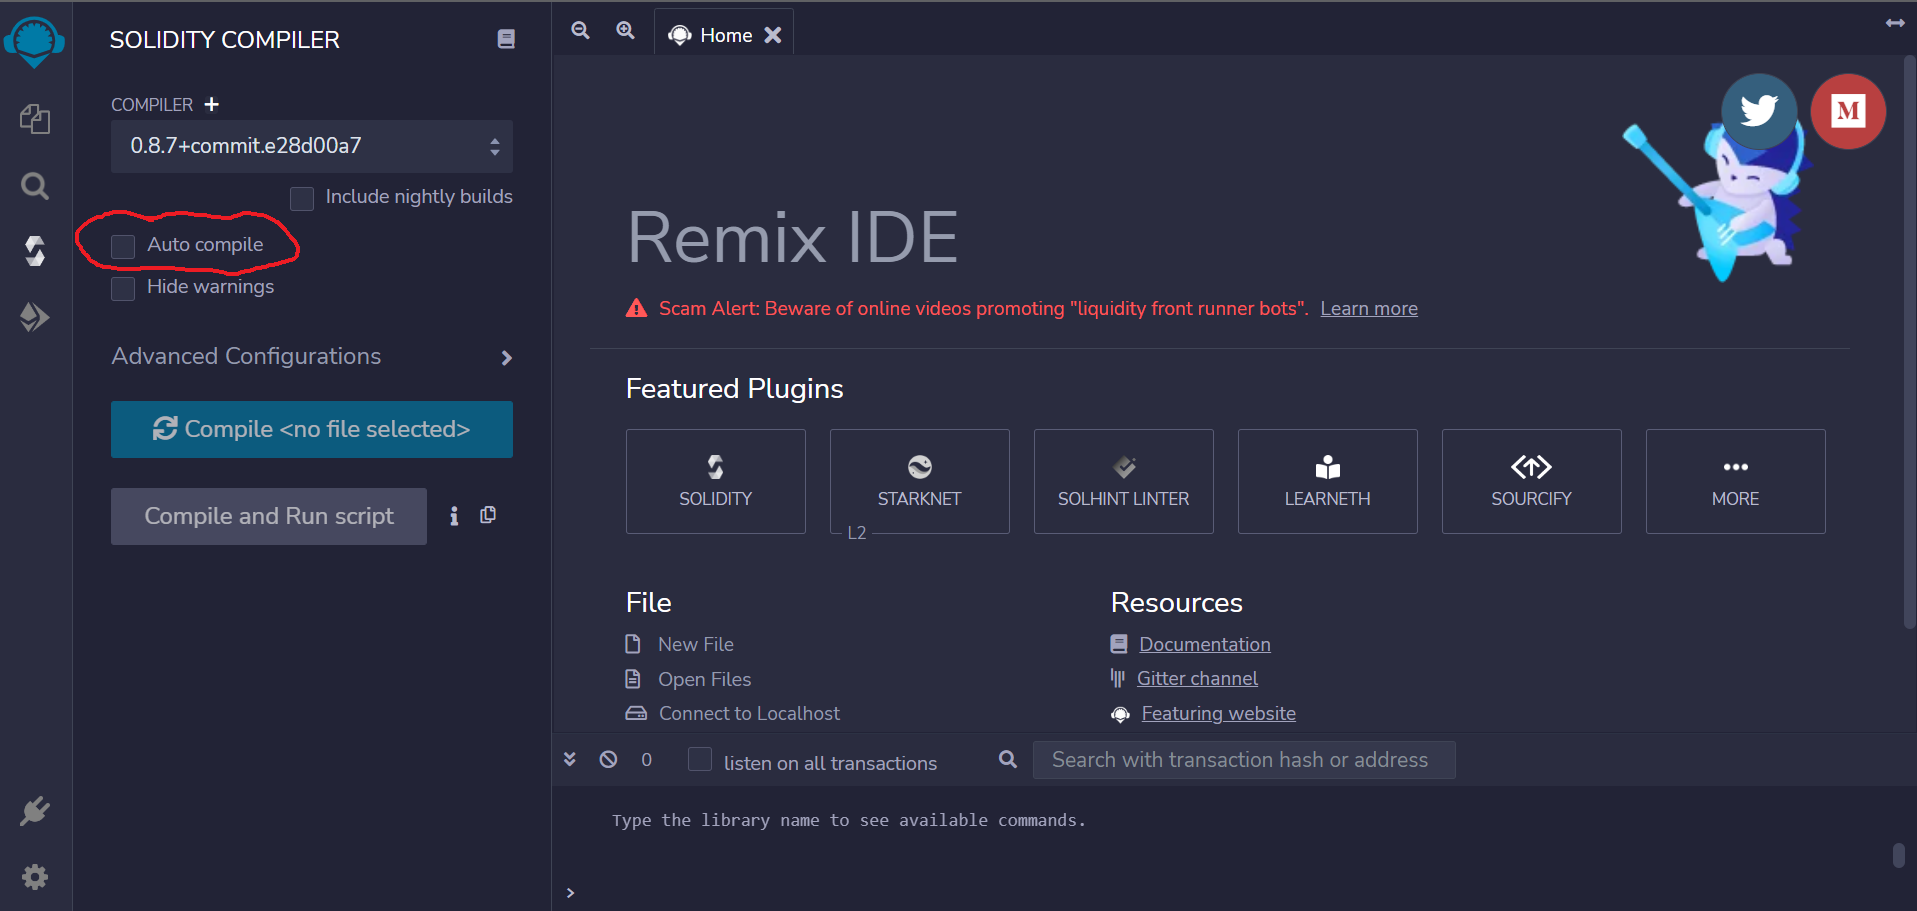 SOLIDITY COMPILER
COMPILER +
0.8.7+commit.e28d00a7
Include nightly builds
Auto compile
Hide warnings
Advanced Configurations
Compile <no file selected>
Compile and Run script
Home
M
Remix IDE
Scam Alert: Beware of online videos promoting "liquidity front runner bots". Learn more
Featured Plugins
SOLIDITY
STARKNET
L2
SOLHINT LINTER
LEARNETH
SOURCIFY
MORE
File
New File
Open Files
Connect to Localhost
Resources
Documentation
Gitter channel
Featuring website
0 listen on all transactions Search with transaction hash or address
Type the library name to see available commands.
>